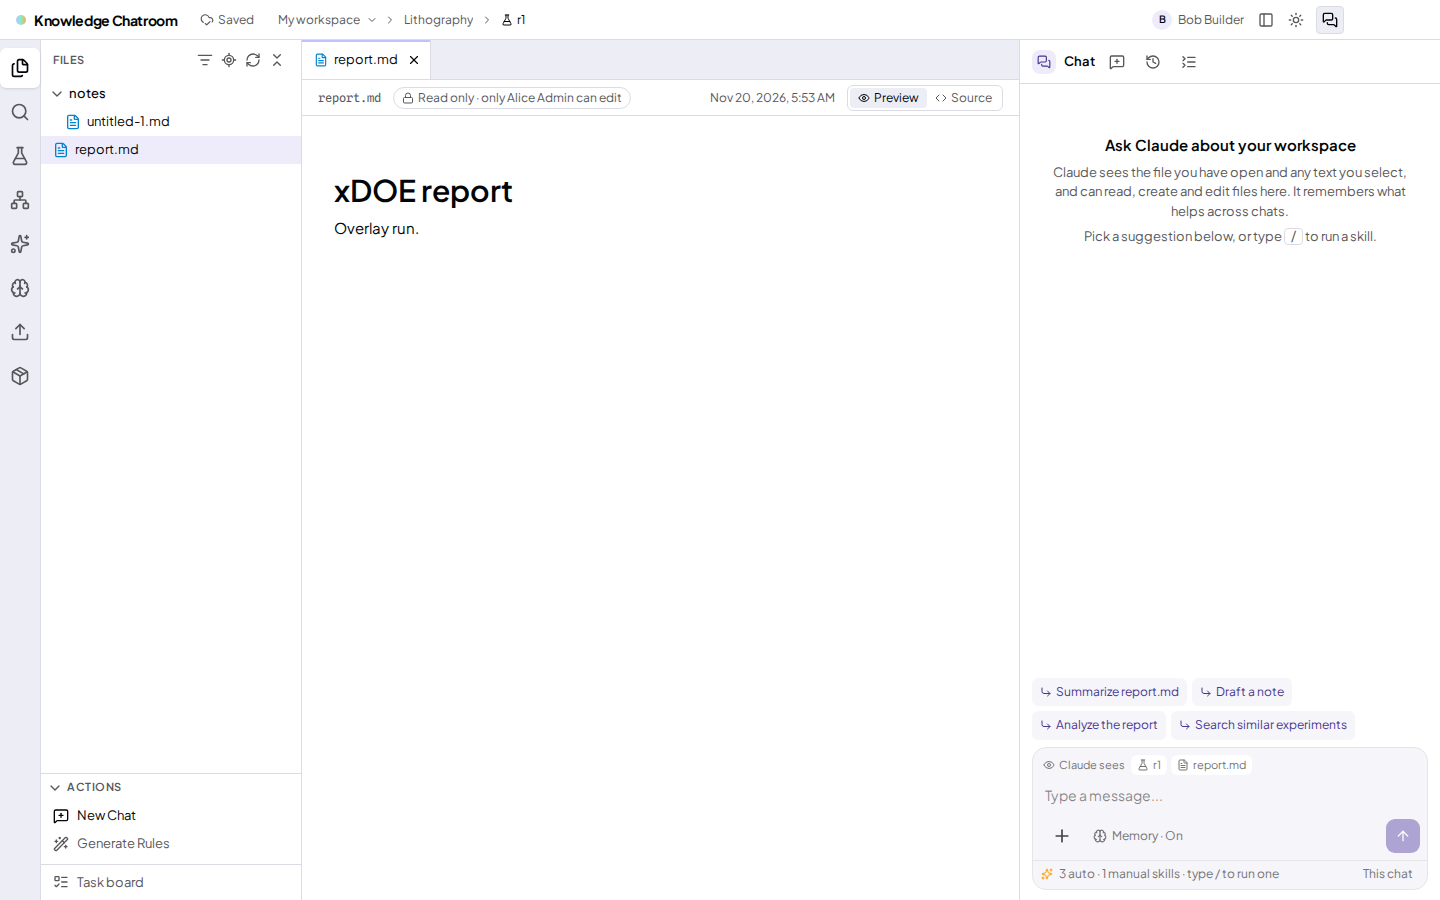 Knowledge Chatroom
Saved
My workspace
Lithography
r1
B
Bob Builder
FILES
notes
untitled-1.md
report.md
ACTIONS
New Chat
Generate Rules
Task board
report.md
report.md
Read only · only Alice Admin can edit
Nov 20, 2026, 5:53 AM
Preview
Source
xDOE report
Overlay run.
Chat
Ask Claude about your workspace
Claude sees the file you have open and any text you select,
and can read, create and edit files here. It remembers what
helps across chats.
Pick a suggestion below, or type / to run a skill.
Summarize report.md
Draft a note
Analyze the report
Search similar experiments
Claude sees
r1
report.md
Type a message...
Memory · On
3 auto · 1 manual skills · type / to run one
This chat